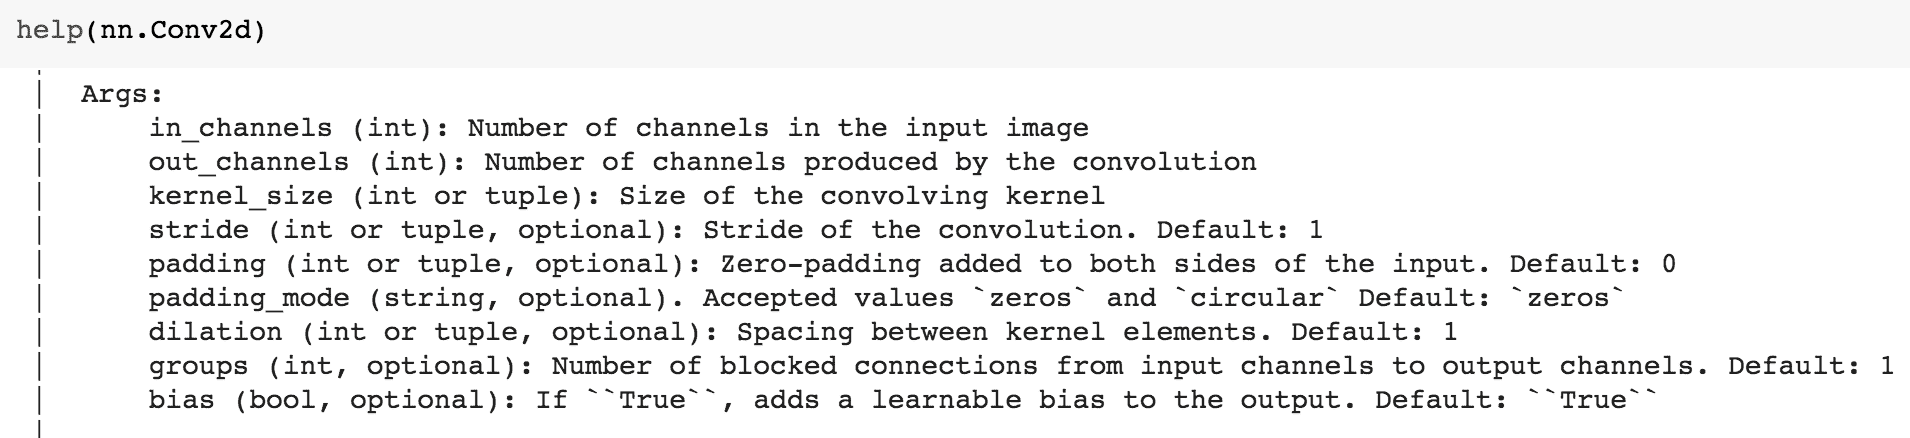 help(nn.Conv2d)
| Args:
| in_channels (int): Number of channels in the input image
| out_channels (int): Number of channels produced by the convolution
| kernel_size (int or tuple): Size of the convolving kernel
| stride (int or tuple, optional): Stride of the convolution. Default: 1
| padding (int or tuple, optional): Zero-padding added to both sides of the input. Default: 0
| padding_mode (string, optional). Accepted values `zeros` and `circular` Default: `zeros`
| dilation (int or tuple, optional): Spacing between kernel elements. Default: 1
| groups (int, optional): Number of blocked connections from input channels to output channels. Default: 1
| bias (bool, optional): If ``True``, adds a learnable bias to the output. Default: ``True``